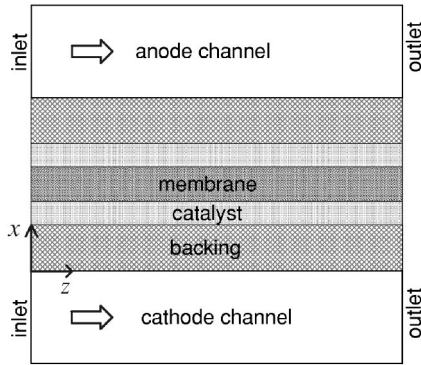 inlet
anode channel
outlet
membrane
catalyst
x
backing
z
inlet
cathode channel
outlet